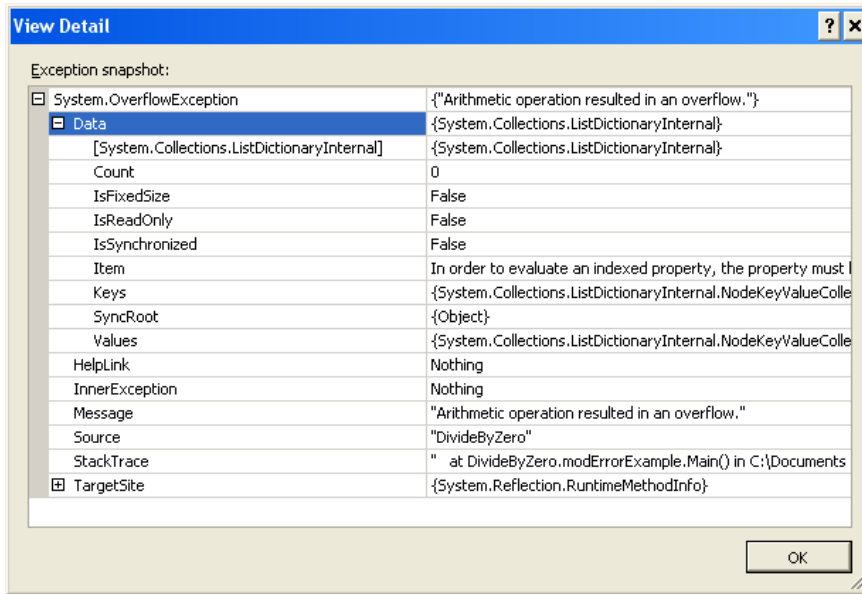 View Detail
Exception snapshot:
System.OverflowException {"Arithmetic operation resulted in an overflow."}
Data {System.Collections.ListDictionaryInternal}
[System.Collections.ListDictionaryInternal] {System.Collections.ListDictionaryInternal}
Count 0
IsFixedSize False
IsReadOnly False
IsSynchronized False
Item In order to evaluate an indexed property, the property must
Keys {System.Collections.ListDictionaryInternal.NodeKeyValueColle
SyncRoot {Object}
Values {System.Collections.ListDictionaryInternal.NodeKeyValueColle
HelpLink Nothing
InnerException Nothing
Message "Arithmetic operation resulted in an overflow."
Source "DivideByZero"
StackTrace "   at DivideByZero.modErrorExample.Main() in C:\Documents
TargetSite {System.Reflection.RuntimeMethodInfo}
OK